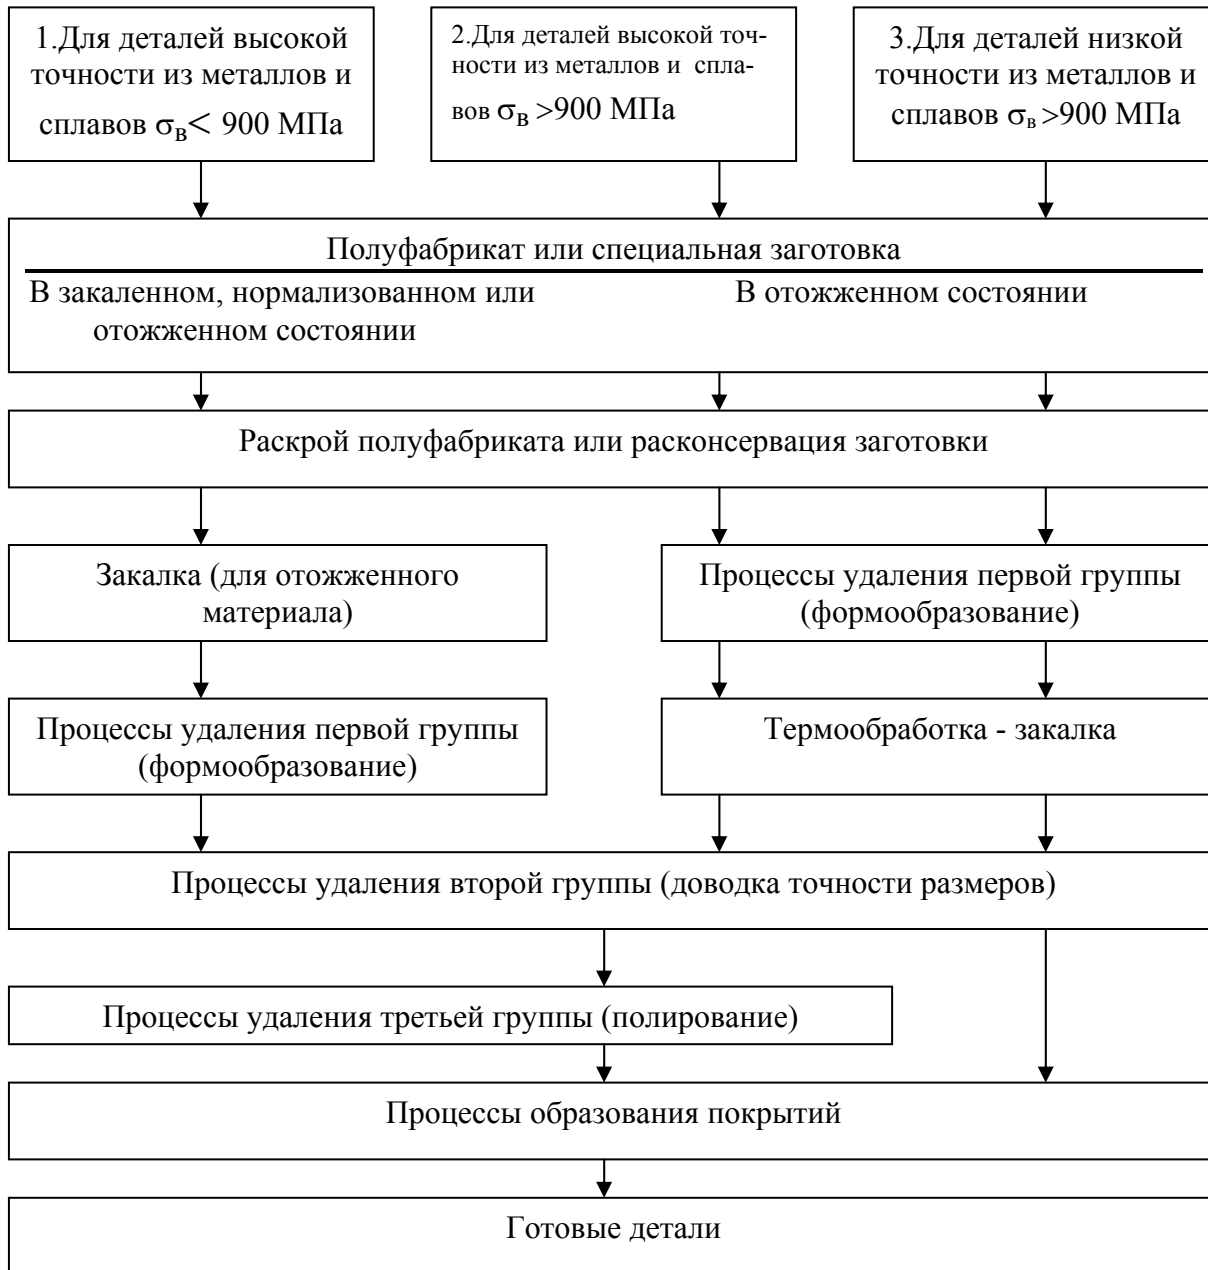 1.Для деталей высокой
точности из металлов и
сплавов σв< 900 МПа
2.Для деталей высокой точ-
ности из металлов и спла-
вов σв >900 МПа
3.Для деталей низкой
точности из металлов и
сплавов σв >900 МПа
Полуфабрикат или специальная заготовка
В закаленном, нормализованном или
отожженном состоянии
В отожженном состоянии
Раскрой полуфабриката или расконсервация заготовки
Закалка (для отожженного
материала)
Процессы удаления первой группы
(формообразование)
Процессы удаления первой группы
(формообразование)
Термообработка - закалка
Процессы удаления второй группы (доводка точности размеров)
Процессы удаления третьей группы (полирование)
Процессы образования покрытий
Готовые детали